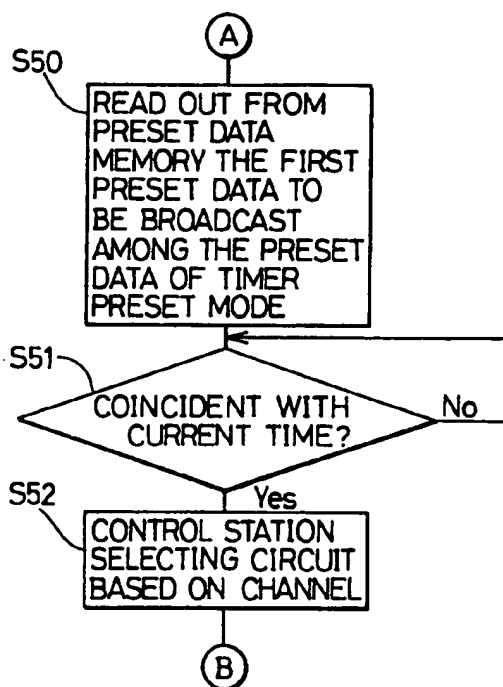 A
S50
READ OUT FROM
PRESET DATA
MEMORY THE FIRST
PRESET DATA TO
BE BROADCAST
AMONG THE PRESET
DATA OF TIMER
PRESET MODE
S51
COINCIDENT WITH
CURRENT TIME?
No
Yes
S52
CONTROL STATION
SELECTING CIRCUIT
BASED ON CHANNEL
B